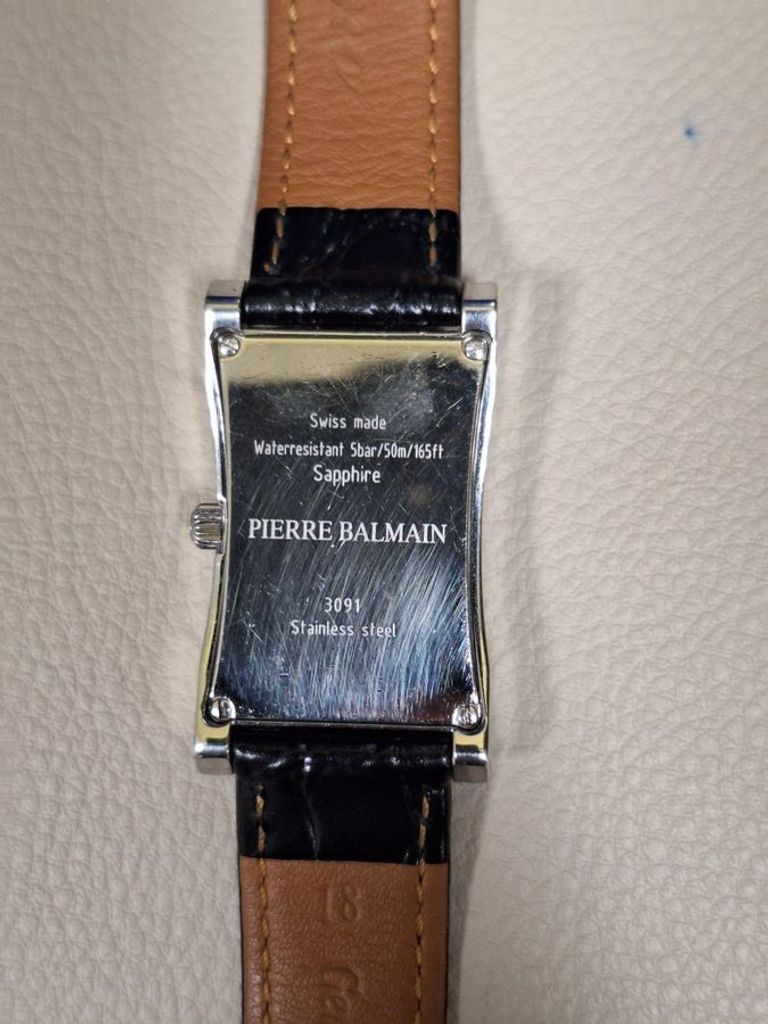 Swiss made
Waterresistant 5bar/50m/165ft
Sapphire
PIERRE BALMAIN
3091
Stainless steel
18